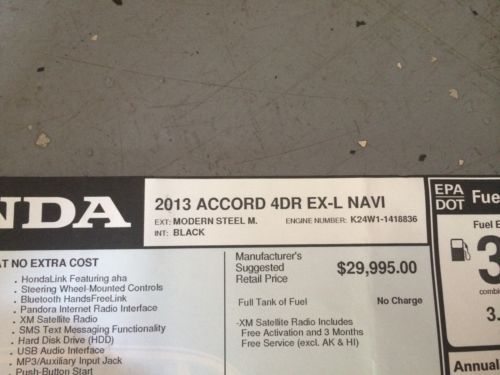 2013 ACCORD 4DR EX-L NAVI
EXT: MODERN STEEL M. ENGINE NUMBER: K24W1-1418836
INT: BLACK
NDA
EPA
DOT
Fue
Fuel E
3
combin
3.
Annual
AT NO EXTRA COST
. HondaLink Featuring aha
. Steering Wheel-Mounted Controls
. Bluetooth HandsFreeLink
. Pandora Internet Radio Interface
. XM Satellite Radio
. SMS Text Messaging Functionality
. Hard Disk Drive (HDD)
. USB Audio Interface
. MP3/Auxiliary Input Jack
. Push-Button Start
Manufacturer's
Suggested
Retail Price
$29,995.00
Full Tank of Fuel No Charge
-XM Satellite Radio Includes
Free Activation and 3 Months
Free Service (excl. AK & HI)